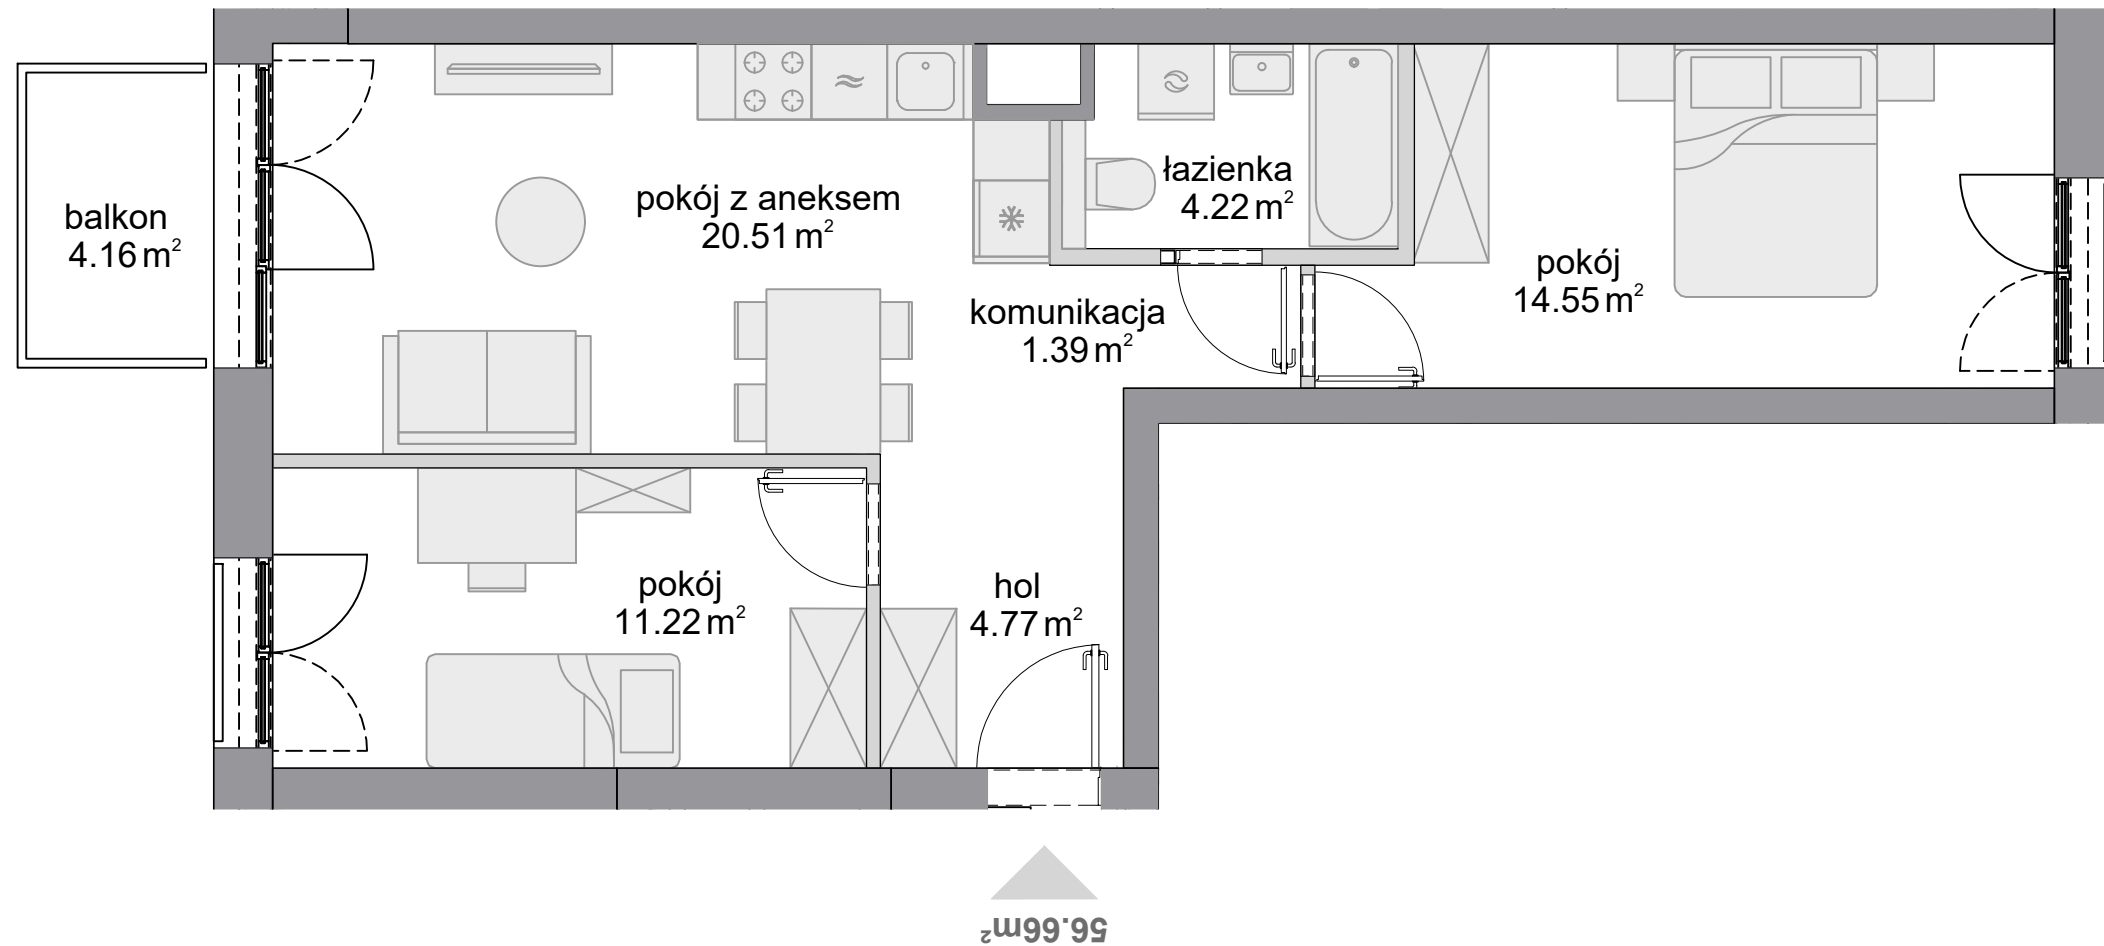 balkon
4.16 m²
pokój z aneksem
20.51 m²
łazienka
4.22 m²
pokój
14.55 m²
komunikacja
1.39 m²
pokój
11.22 m²
hol
4.77 m²
56.66m²